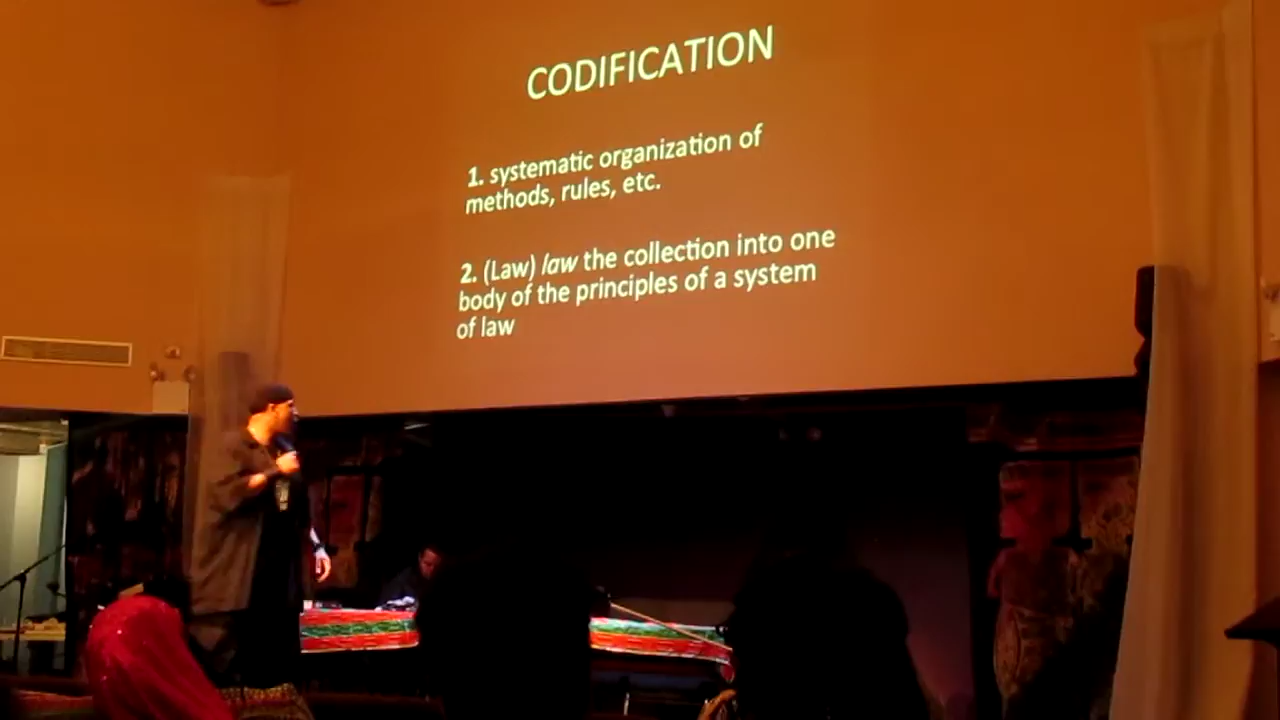 CODIFICATION
1. systematic organization of
methods, rules, etc.
2. (Law) law the collection into one
body of the principles of a system
of law